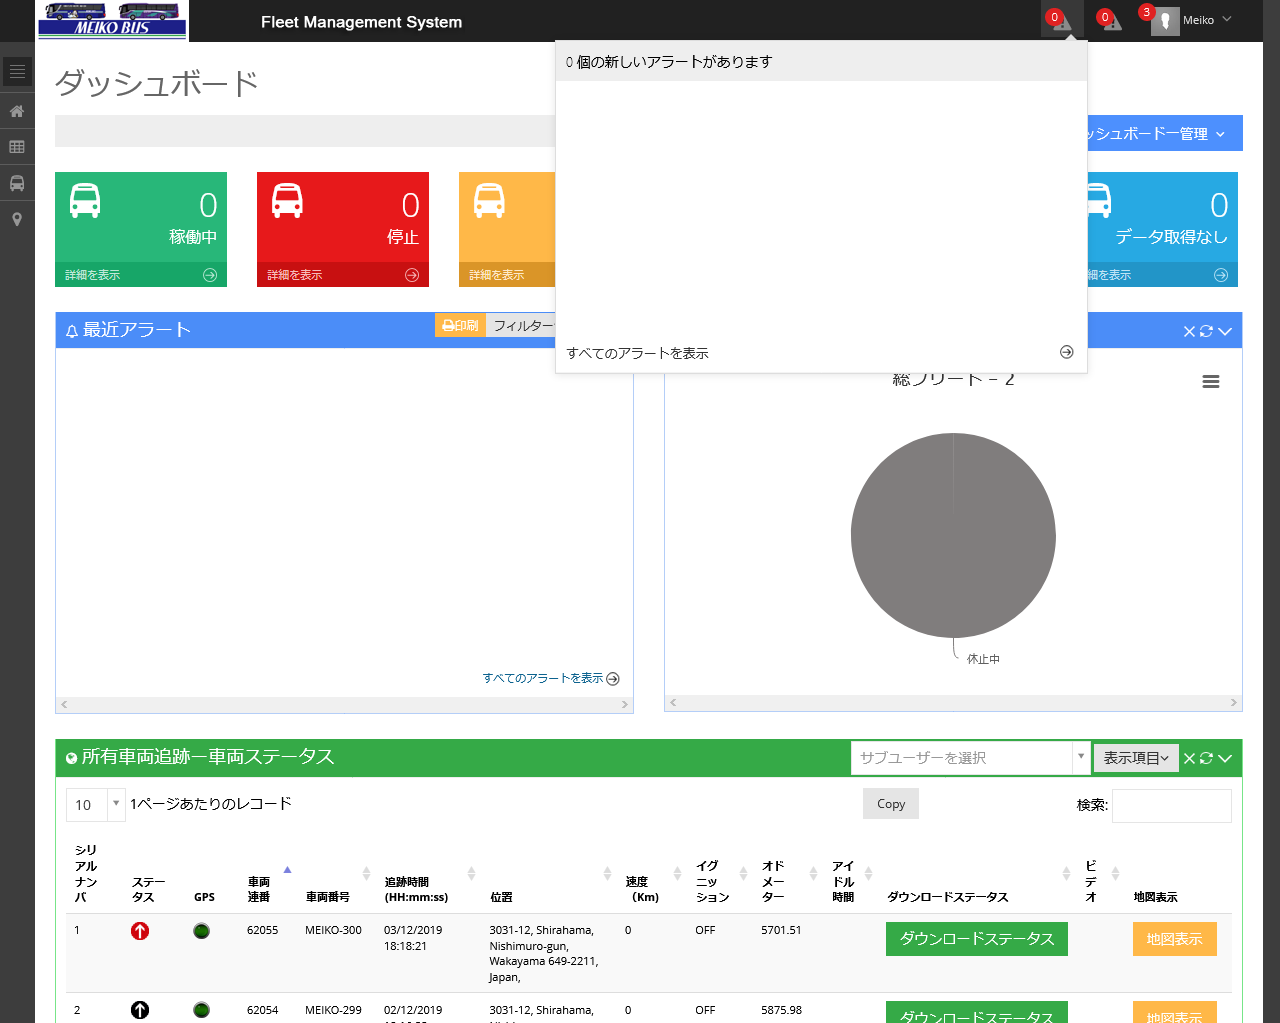 MEIKO BUS
Fleet Management System
0
0
3
Meiko
0 個の新しいアラートがあります
すべてのアラートを表示
ダッシュボード
ッシュボードー管理
0
稼働中
詳細を表示
0
停止
詳細を表示
詳細を表示
0
データ取得なし
細を表示
最近アラート
印刷
フィルター
すべてのアラートを表示
総フリート - 2
休止中
所有車両追跡ー車両ステータス
サブユーザーを選択
表示項目
10
1ページあたりのレコード
Copy
検索:
シリアルナンバ ステータス GPS 車両連番 車両番号 追跡時間 (HH:mm:ss) 位置 速度 (Km) イグニッション オドメーター アイドル時間 ダウンロードステータス ビデオ 地図表示
1 62055 MEIKO-300 03/12/2019 18:18:21 3031-12, Shirahama, Nishimuro-gun, Wakayama 649-2211, Japan, 0 OFF 5701.51 ダウンロードステータス 地図表示
2 62054 MEIKO-299 02/12/2019 3031-12, Shirahama, 0 OFF 5875.98 ダウンロードステータス 地図表示